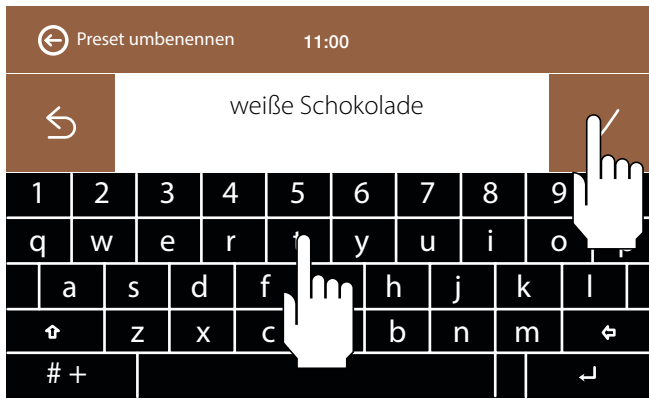 Preset umbenennen 11:00
weiße Schokolade
1 2 3 4 5 6 7 8 9
q w e r t y u i o p
a s d f h j k l
z x c b n m
# +